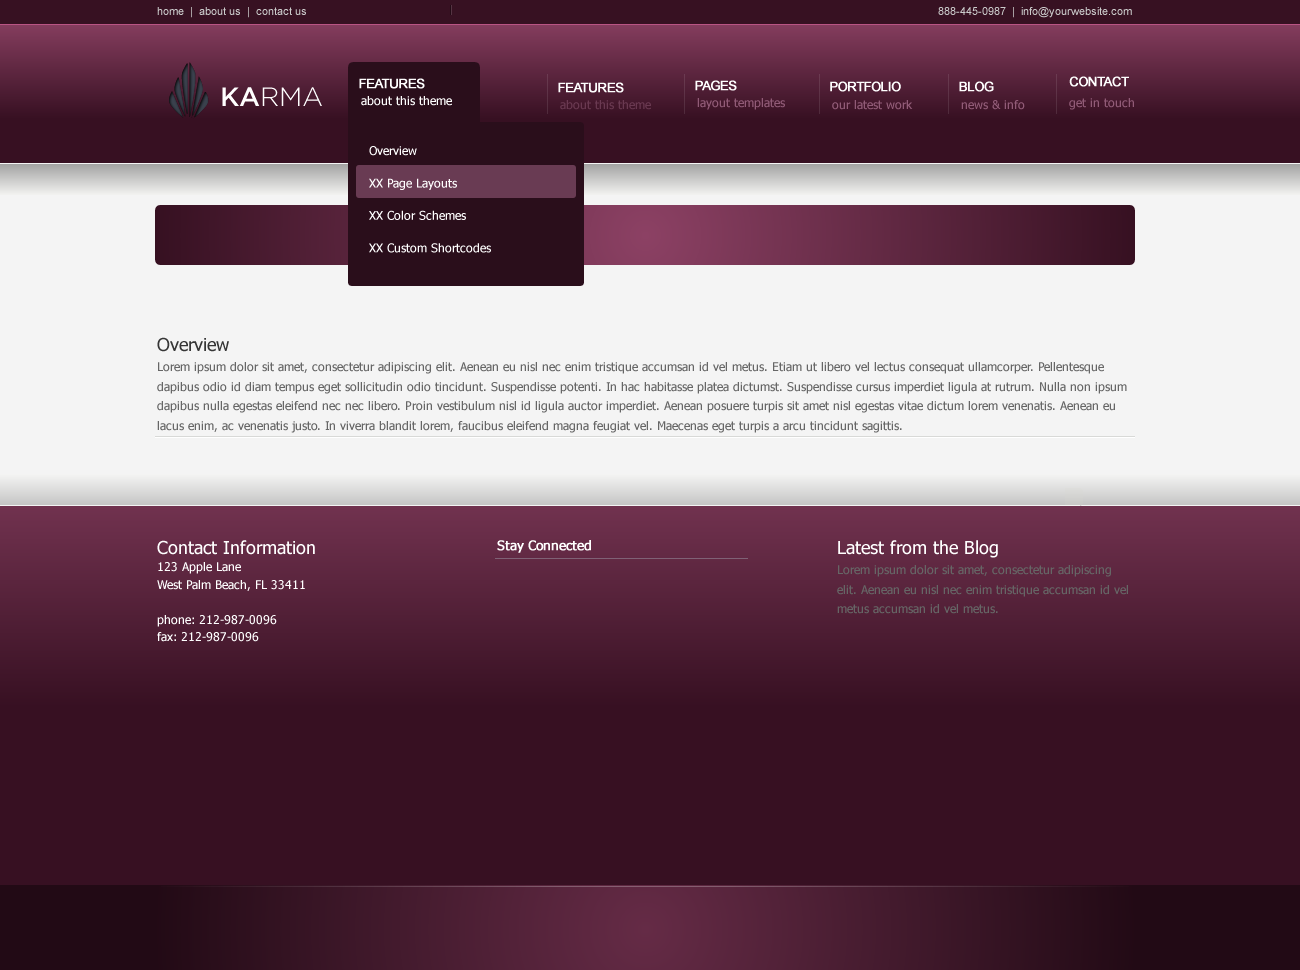 home | about us | contact us
888-445-0987 | info@yourwebsite.com
KARMA
FEATURES
about this theme
FEATURES
about this theme
PAGES
layout templates
PORTFOLIO
our latest work
BLOG
news & info
CONTACT
get in touch
Overview
XX Page Layouts
XX Color Schemes
XX Custom Shortcodes
Overview
Lorem ipsum dolor sit amet, consectetur adipiscing elit. Aenean eu nisl nec enim tristique accumsan id vel metus. Etiam ut libero vel lectus consequat ullamcorper. Pellentesque
dapibus odio id diam tempus eget sollicitudin odio tincidunt. Suspendisse potenti. In hac habitasse platea dictumst. Suspendisse cursus imperdiet ligula at rutrum. Nulla non ipsum
dapibus nulla egestas eleifend nec nec libero. Proin vestibulum nisl id ligula auctor imperdiet. Aenean posuere turpis sit amet nisl egestas vitae dictum lorem venenatis. Aenean eu
lacus enim, ac venenatis justo. In viverra blandit lorem, faucibus eleifend magna feugiat vel. Maecenas eget turpis a arcu tincidunt sagittis.
Contact Information
123 Apple Lane
West Palm Beach, FL 33411
phone: 212-987-0096
fax: 212-987-0096
Stay Connected
Latest from the Blog
Lorem ipsum dolor sit amet, consectetur adipiscing
elit. Aenean eu nisl nec enim tristique accumsan id vel
metus accumsan id vel metus.